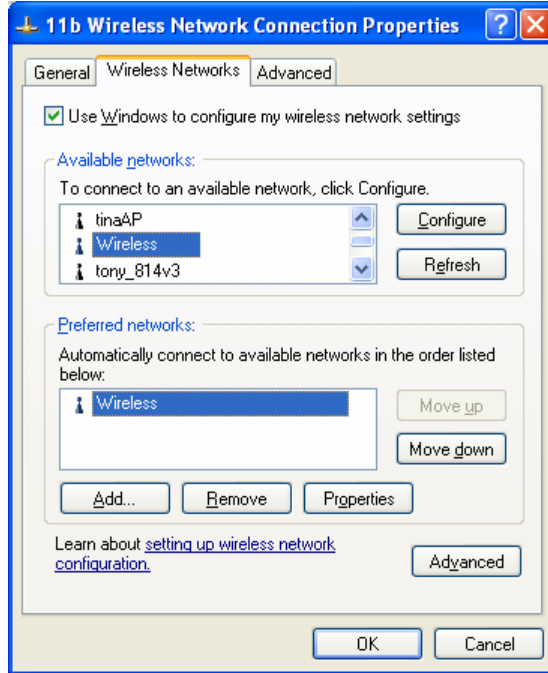 11b Wireless Network Connection Properties
General Wireless Networks Advanced
Use Windows to configure my wireless network settings
Available networks:
To connect to an available network, click Configure.
tinaAP
Wireless
tony_814v3
Configure
Refresh
Preferred networks:
Automatically connect to available networks in the order listed
below:
Wireless
Move up
Move down
Add... Remove Properties
Learn about setting up wireless network
configuration.
Advanced
OK Cancel